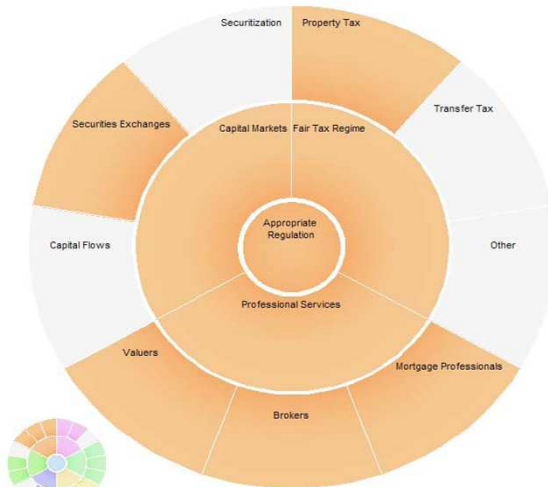 Securitization
Property Tax
Securities Exchanges
Transfer Tax
Capital Markets
Fair Tax Regime
Appropriate
Regulation
Capital Flows
Other
Professional Services
Valuers
Mortgage Professionals
Brokers